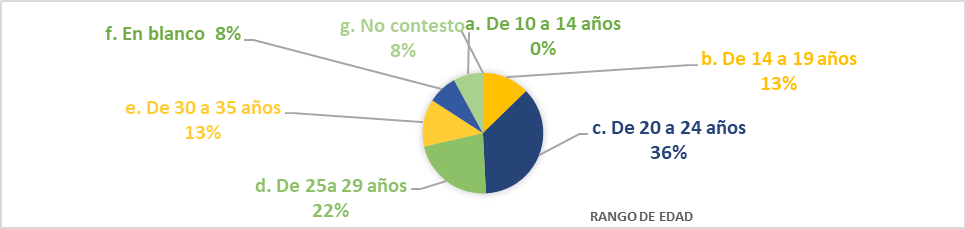 a. De 10 a 14 años
0%
b. De 14 a 19 años
13%
c. De 20 a 24 años
36%
d. De 25a 29 años
22%
e. De 30 a 35 años
13%
f. En blanco 8%
g. No contesto
8%
RANGO DE EDAD